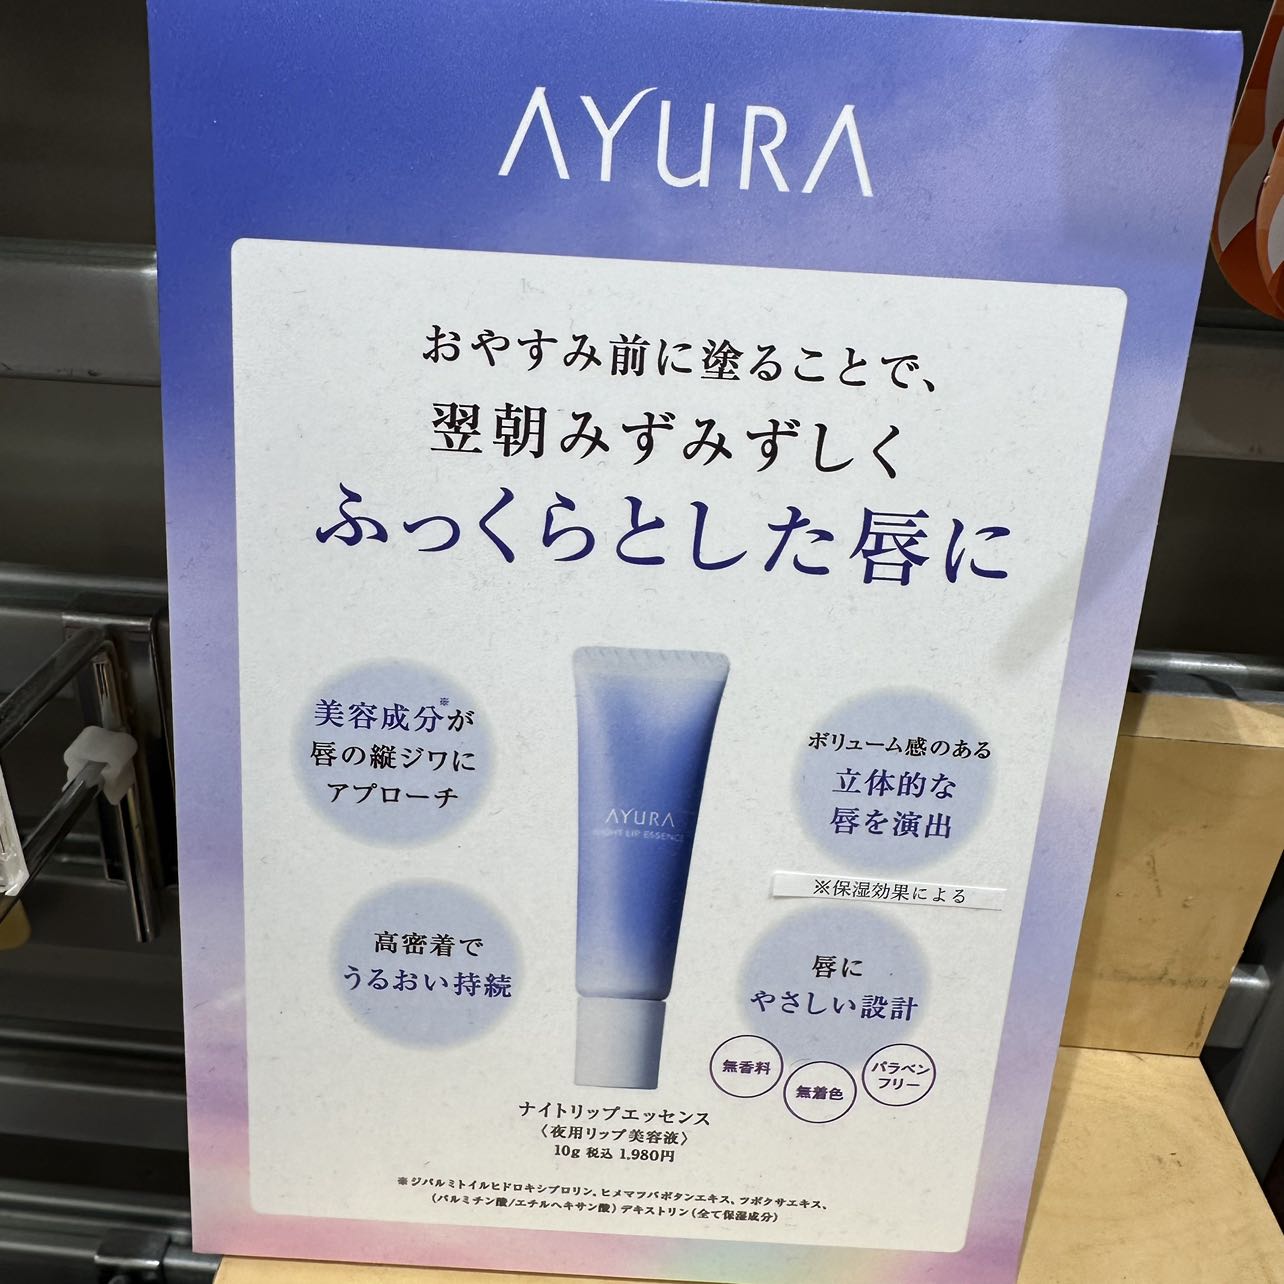 AYURA
おやすみ前に塗ることで、
翌朝みずみずしく
ふっくらとした唇に
美容成分※が
唇の縦ジワに
アプローチ
ボリューム感のある
立体的な
唇を演出
※保湿効果による
高密着で
うるおい持続
唇に
やさしい設計
無香料
無着色
パラベン
フリー
AYURA
NIGHT LIP ESSENCE
ナイトリップエッセンス
〈夜用リップ美容液〉
10g 税込 1,980円
※ジパルミトイルヒドロキシプロリン、ヒメマフバボタンエキス、ツボクサエキス、
(パルミチン酸/エチルヘキサン酸)デキストリン(全て保湿成分)